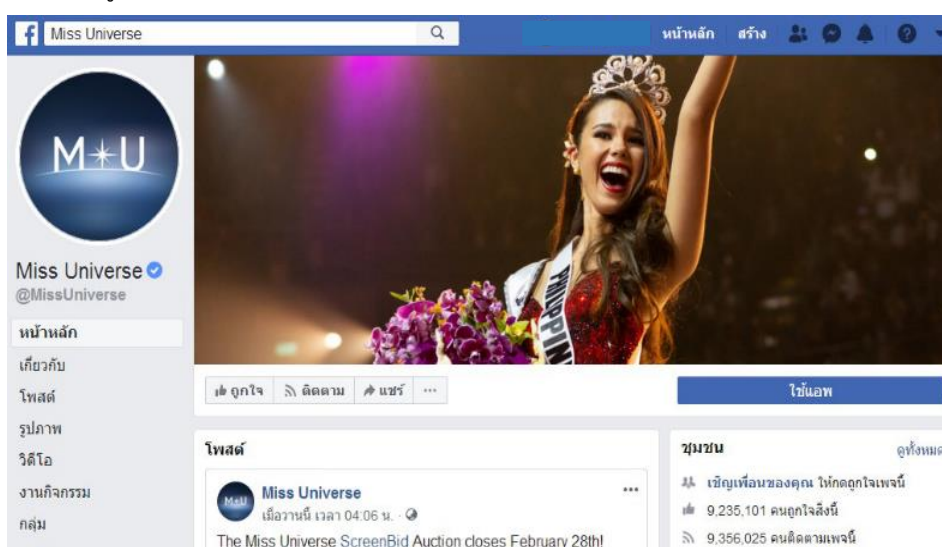 Miss Universe
หน้าหลัก สร้าง
M U
Miss Universe
@MissUniverse
หน้าหลัก
เกี่ยวกับ
โพสต์
รูปภาพ
วิดีโอ
งานกิจกรรม
กลุ่ม
PHILIPPIN
ถูกใจ ติดตาม แชร์ ...
ใช้แอพ
โพสต์
M U
Miss Universe
เมื่อวานนี้ เวลา 04:06 น. ·
The Miss Universe ScreenBid Auction closes February 28th!
ชุมชน ดูทั้งหมด
เชิญเพื่อนของคุณ ให้กดถูกใจเพจนี้
9,235,101 คนถูกใจสิ่งนี้
9,356,025 คนติดตามเพจนี้